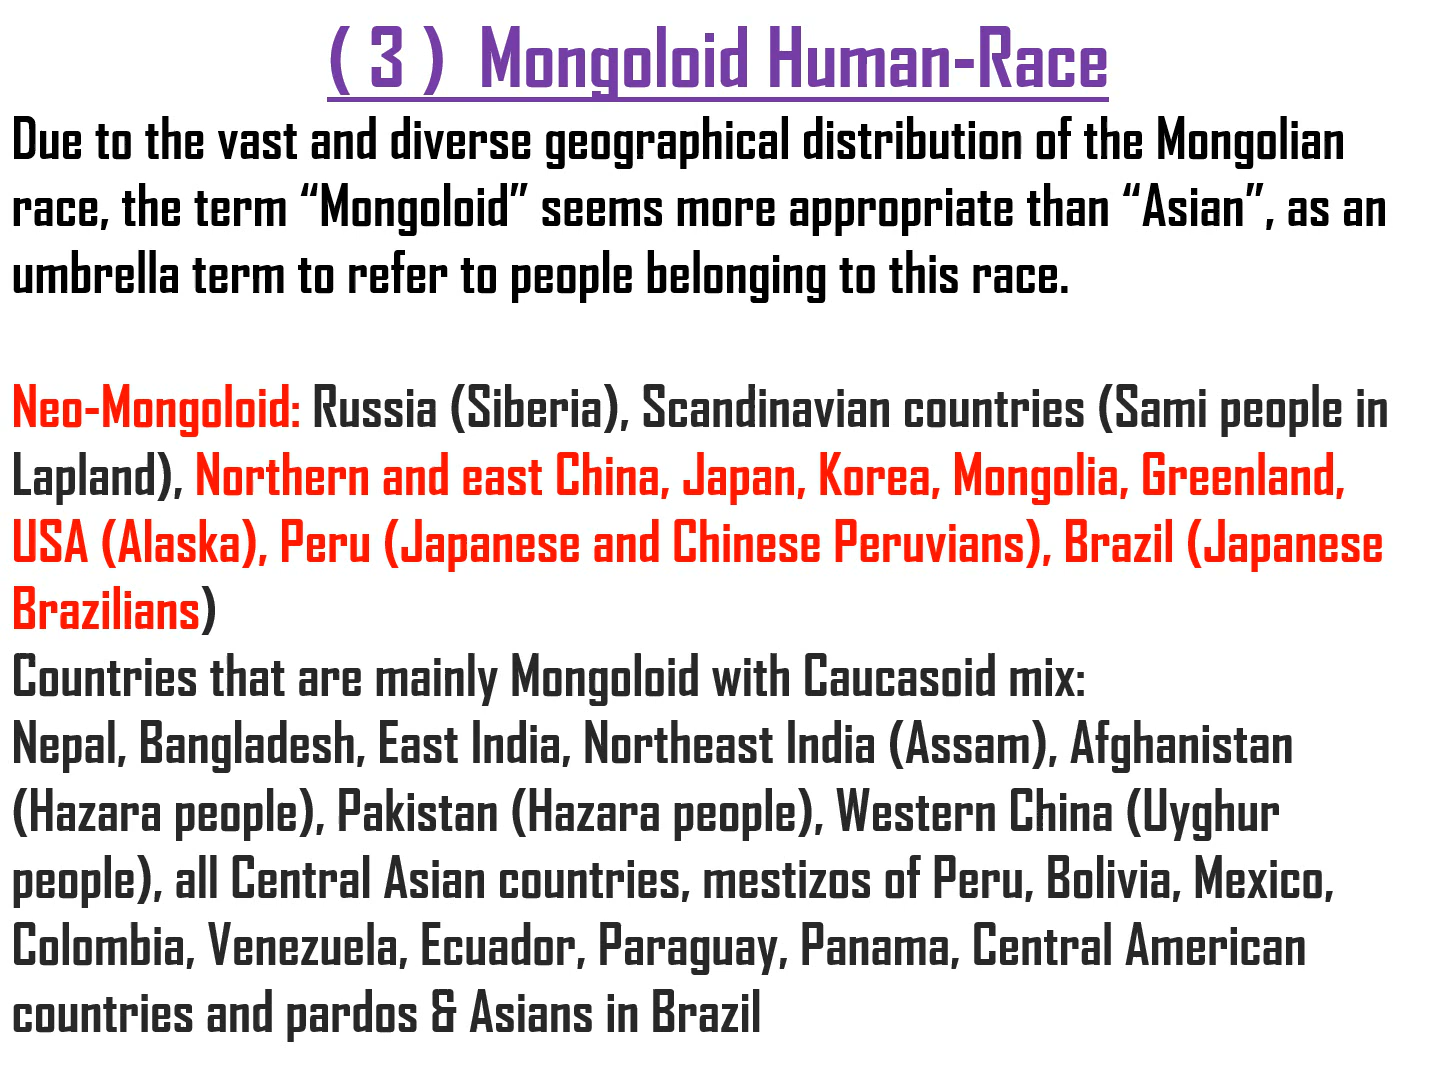 ( 3 ) Mongoloid Human-Race
Due to the vast and diverse geographical distribution of the Mongolian
race, the term “Mongoloid” seems more appropriate than “Asian”, as an
umbrella term to refer to people belonging to this race.
Neo-Mongoloid: Russia (Siberia), Scandinavian countries (Sami people in
Lapland), Northern and east China, Japan, Korea, Mongolia, Greenland,
USA (Alaska), Peru (Japanese and Chinese Peruvians), Brazil (Japanese
Brazilians)
Countries that are mainly Mongoloid with Caucasoid mix:
Nepal, Bangladesh, East India, Northeast India (Assam), Afghanistan
(Hazara people), Pakistan (Hazara people), Western China (Uyghur
people), all Central Asian countries, mestizos of Peru, Bolivia, Mexico,
Colombia, Venezuela, Ecuador, Paraguay, Panama, Central American
countries and pardos & Asians in Brazil